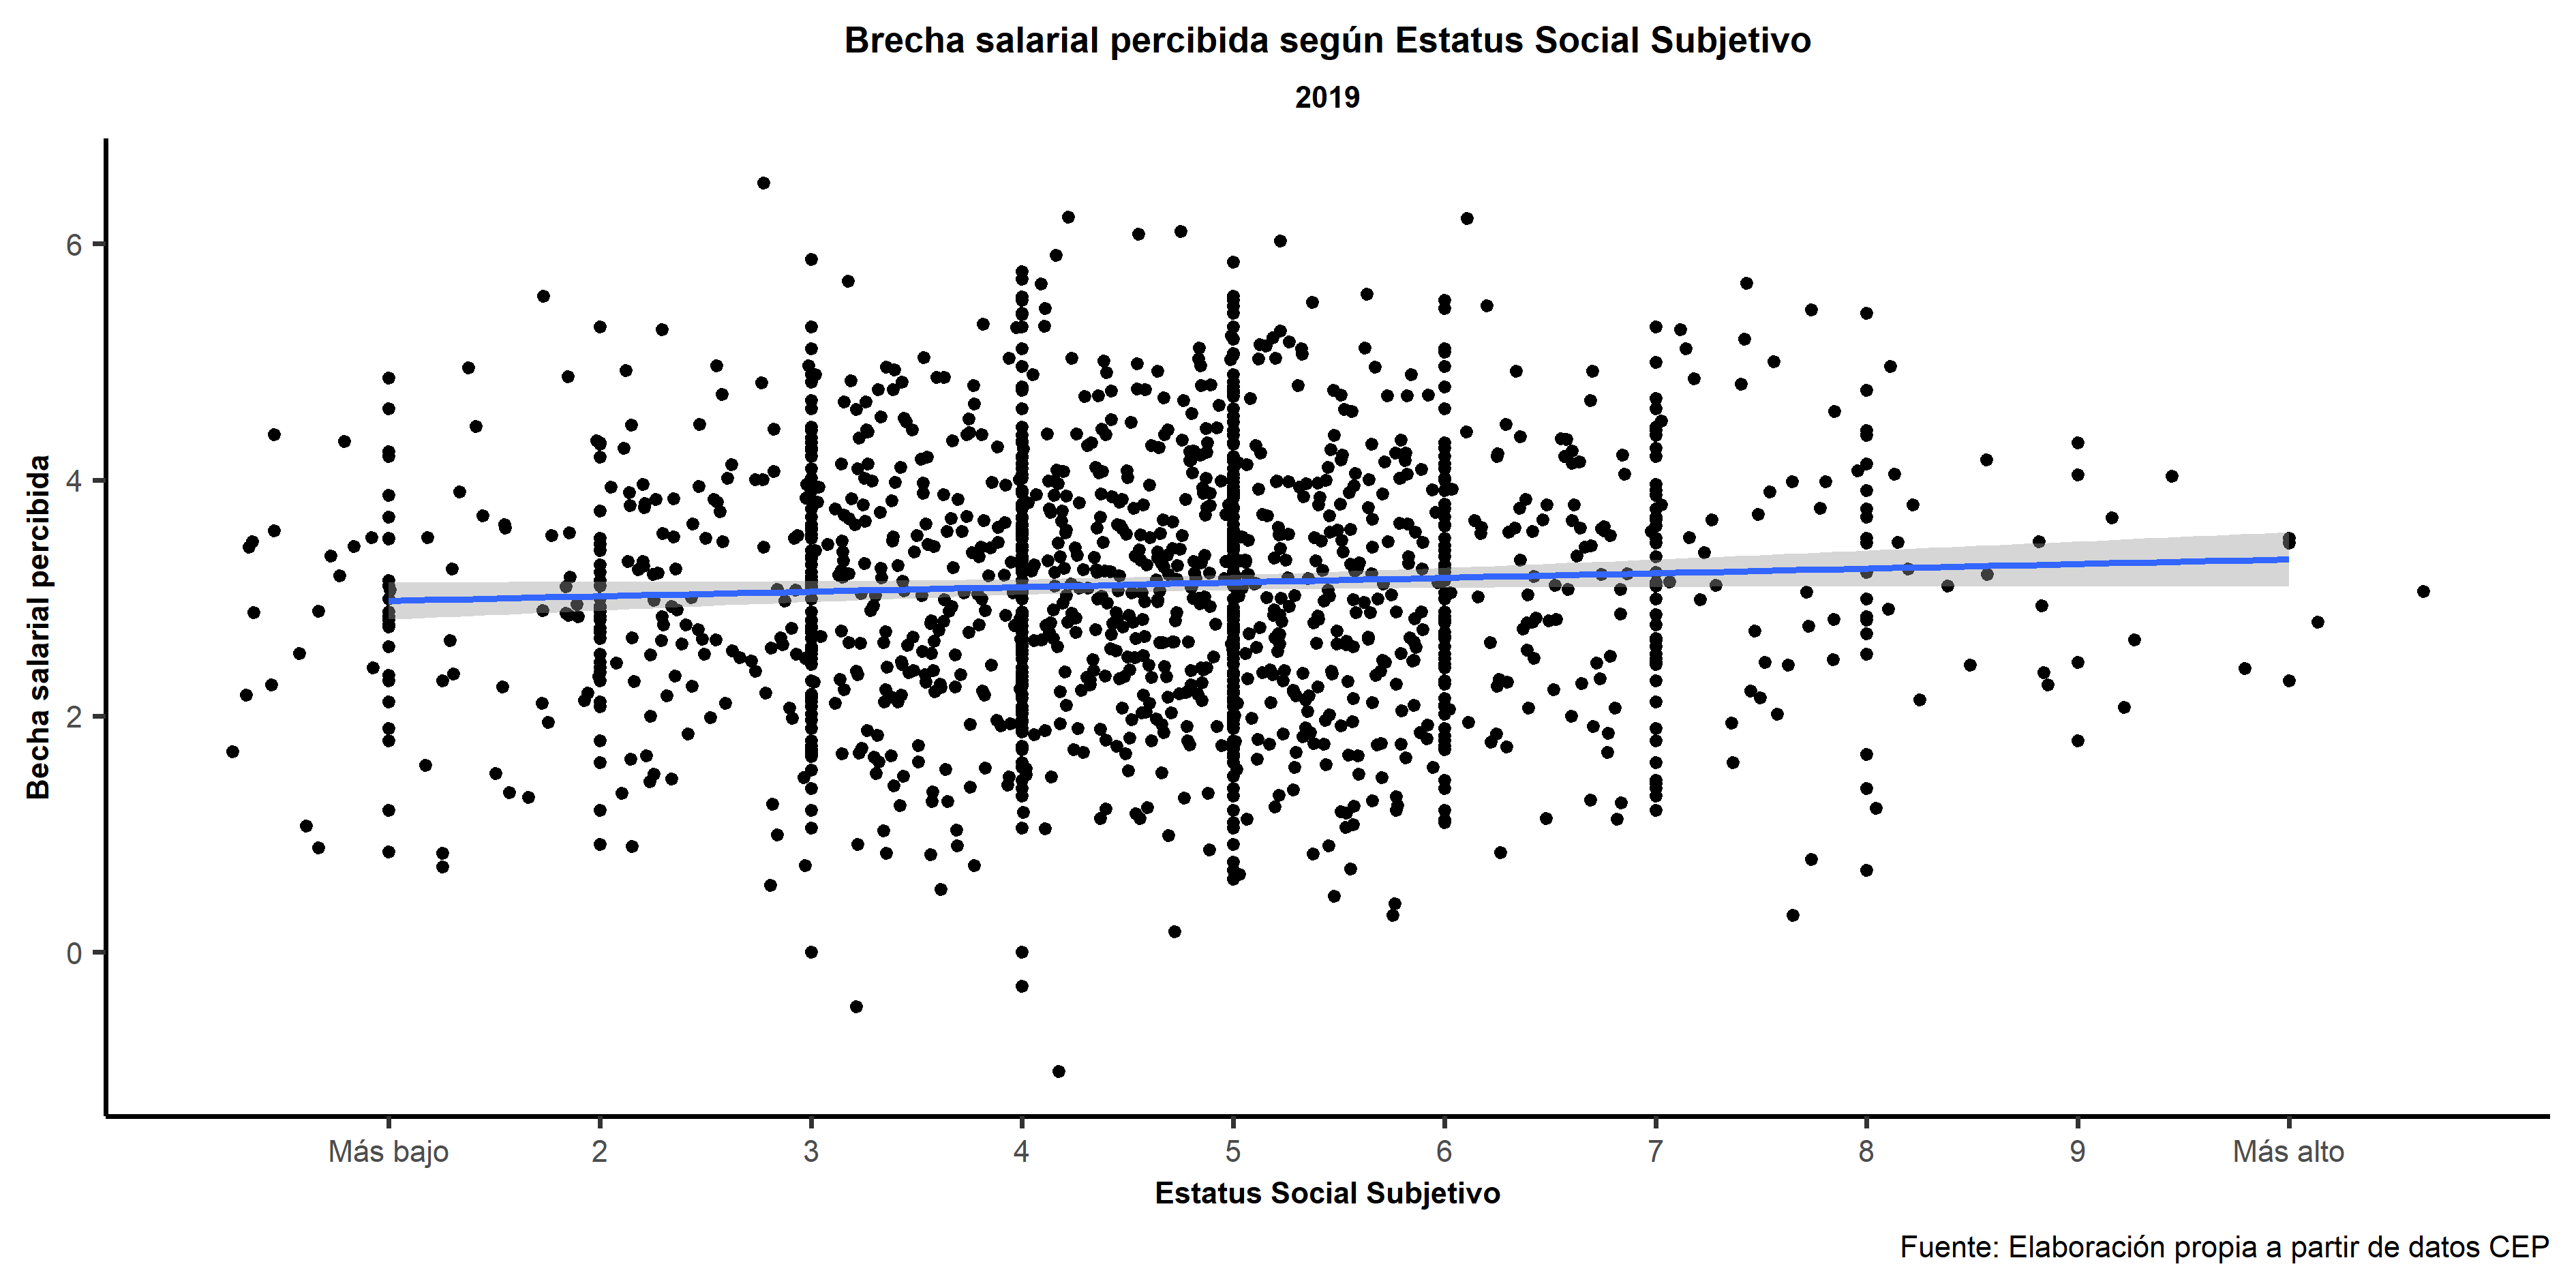 Brecha salarial percibida según Estatus Social Subjetivo
2019
Becha salarial percibida
6
4
2
0
Más bajo 2 3 4 5 6 7 8 9 Más alto
Estatus Social Subjetivo
Fuente: Elaboración propia a partir de datos CEP